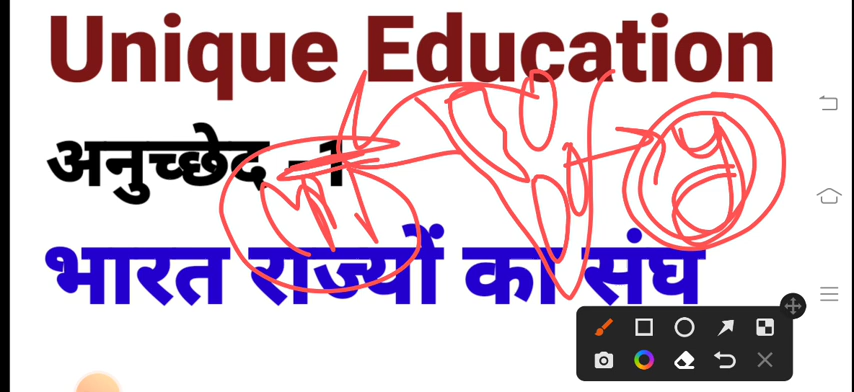 Unique Education
अनुच्छेद -1
भारत राज्यों का संघ